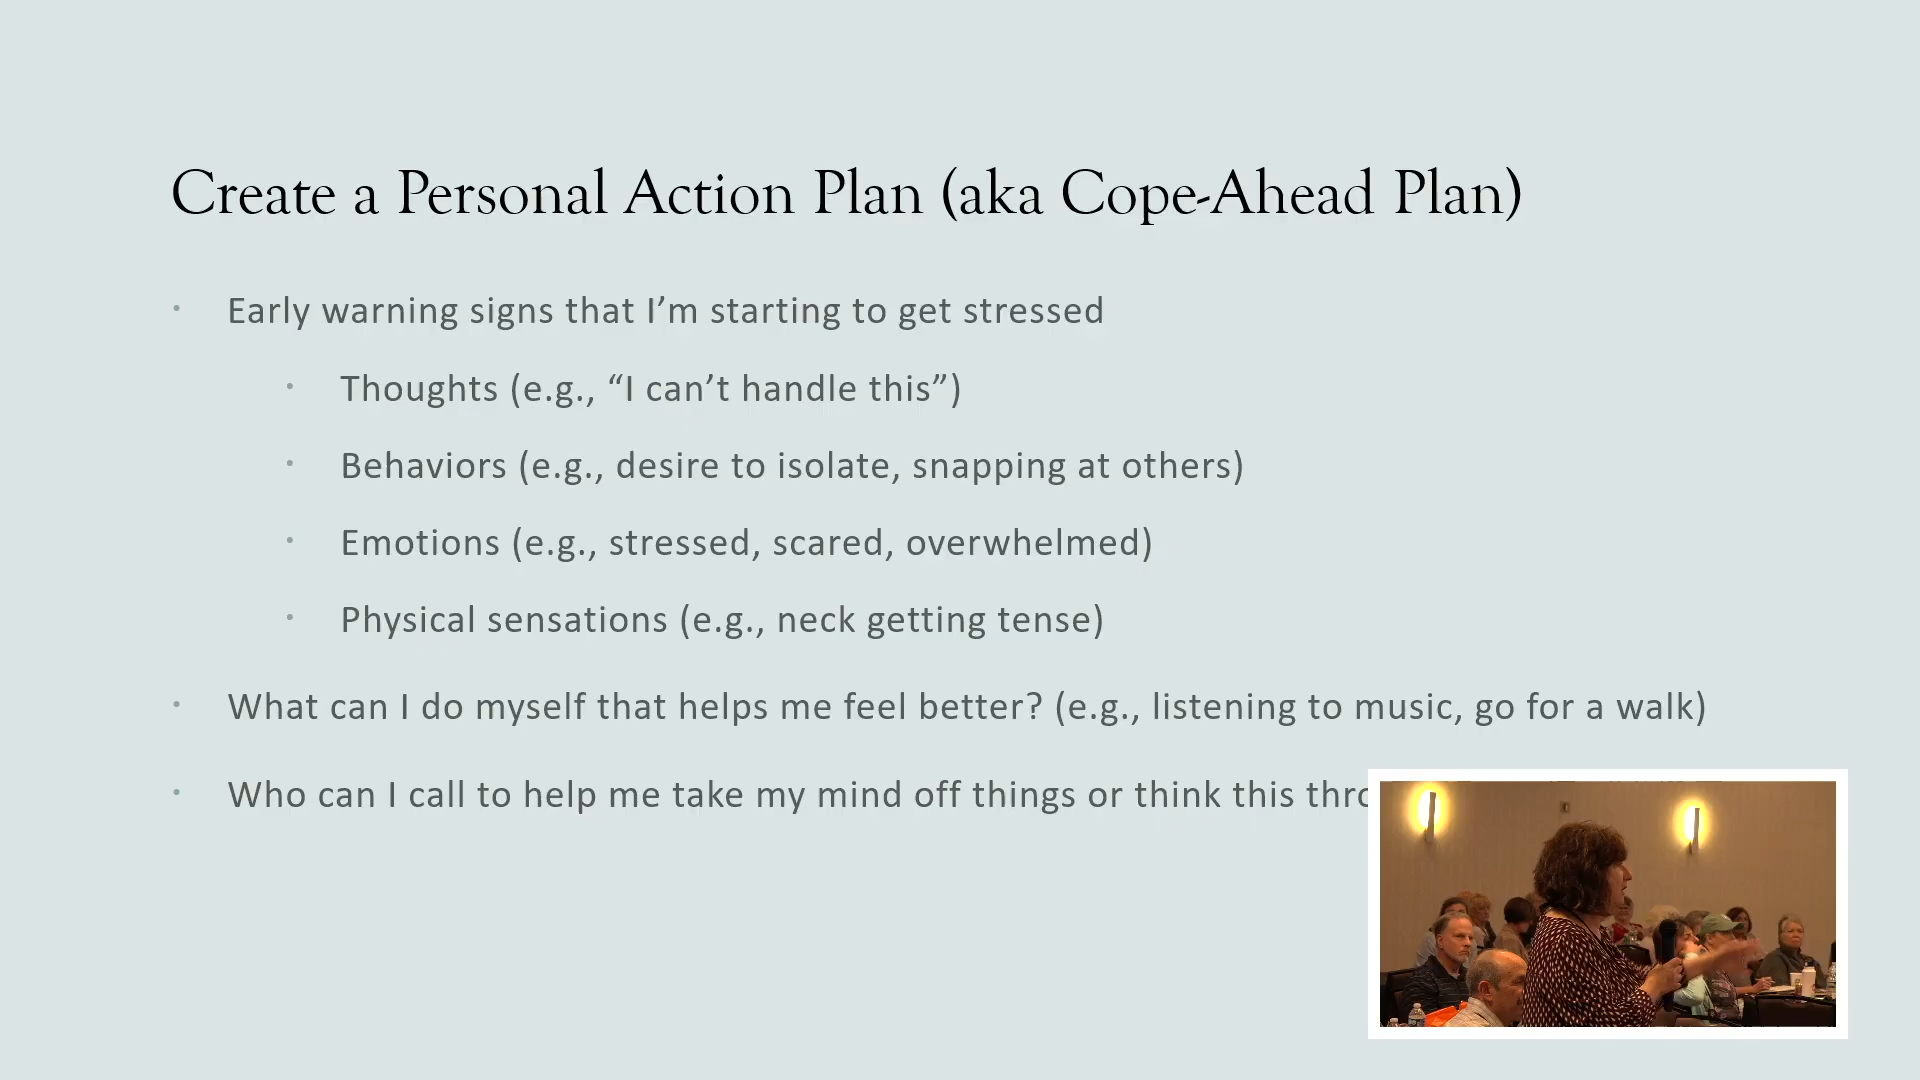 Create a Personal Action Plan (aka Cope-Ahead Plan)
Early warning signs that I’m starting to get stressed
Thoughts (e.g., “I can’t handle this”)
Behaviors (e.g., desire to isolate, snapping at others)
Emotions (e.g., stressed, scared, overwhelmed)
Physical sensations (e.g., neck getting tense)
What can I do myself that helps me feel better? (e.g., listening to music, go for a walk)
Who can I call to help me take my mind off things or think this